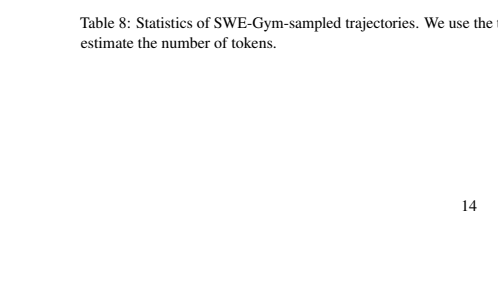 Table 8: Statistics of SWE-Gym-sampled trajectories. We use the
estimate the number of tokens.
14